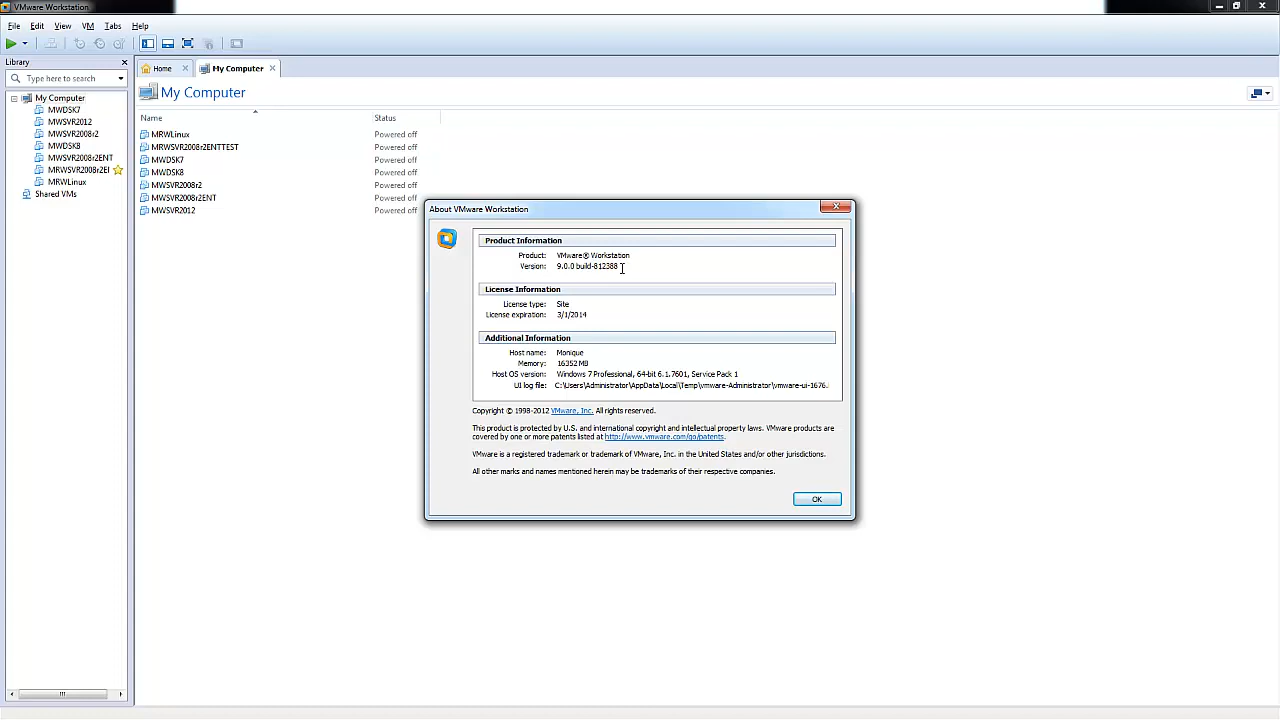 VMware Workstation
File Edit View VM Tabs Help
Library
Type here to search
My Computer
MWDSK7
MWSVR2012
MWSVR2008r2
MWDSK8
MWSVR2008r2ENT
MRWSVR2008r2El
MRWLinux
Shared VMs
Home
My Computer
My Computer
Name Status
MRWLinux Powered off
MRWSVR2008r2ENTTEST Powered off
MWDSK7 Powered off
MWDSK8 Powered off
MWSVR2008r2 Powered off
MWSVR2008r2ENT Powered off
MWSVR2012 Powered off
About VMware Workstation
Product Information
Product: VMware® Workstation
Version: 9.0.0 build-812388
License Information
License type: Site
License expiration: 3/1/2014
Additional Information
Host name: Monique
Memory: 16352 MB
Host OS version: Windows 7 Professional, 64-bit 6.1.7601, Service Pack 1
UI log file: C:\Users\Administrator\AppData\Local\Temp\vmware-Administrator\vmware-ui-1676.l
Copyright © 1998-2012 VMware, Inc. All rights reserved.
This product is protected by U.S. and international copyright and intellectual property laws. VMware products are
covered by one or more patents listed at http://www.vmware.com/go/patents.
VMware is a registered trademark or trademark of VMware, Inc. in the United States and/or other jurisdictions.
All other marks and names mentioned herein may be trademarks of their respective companies.
OK